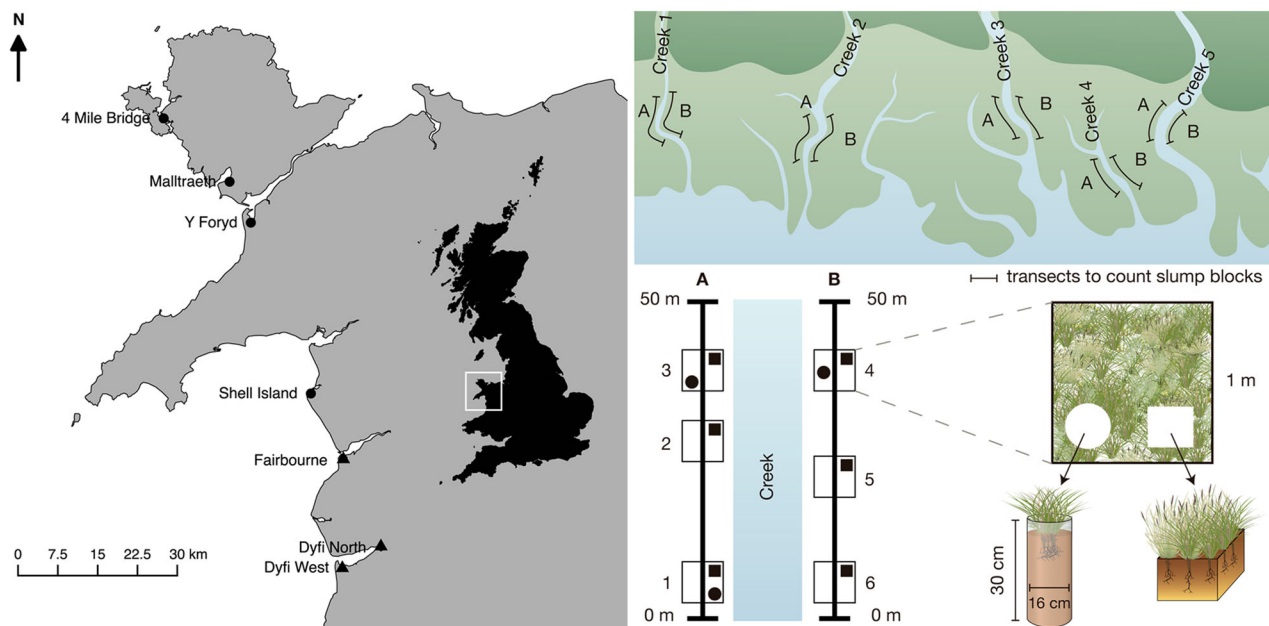 N
4 Mile Bridge
Malltraeth
Y Foryd
Shell Island
Fairbourne
Dyfi North
Dyfi West
0 7.5 15 22.5 30 km
Creek 1
Creek 2
Creek 3
Creek 4
Creek 5
A B
A B
A B
A B
A B
transects to count slump blocks
A B
50 m 50 m
3 4
2
5
1 6
0 m 0 m
Creek
1 m
30 cm
16 cm